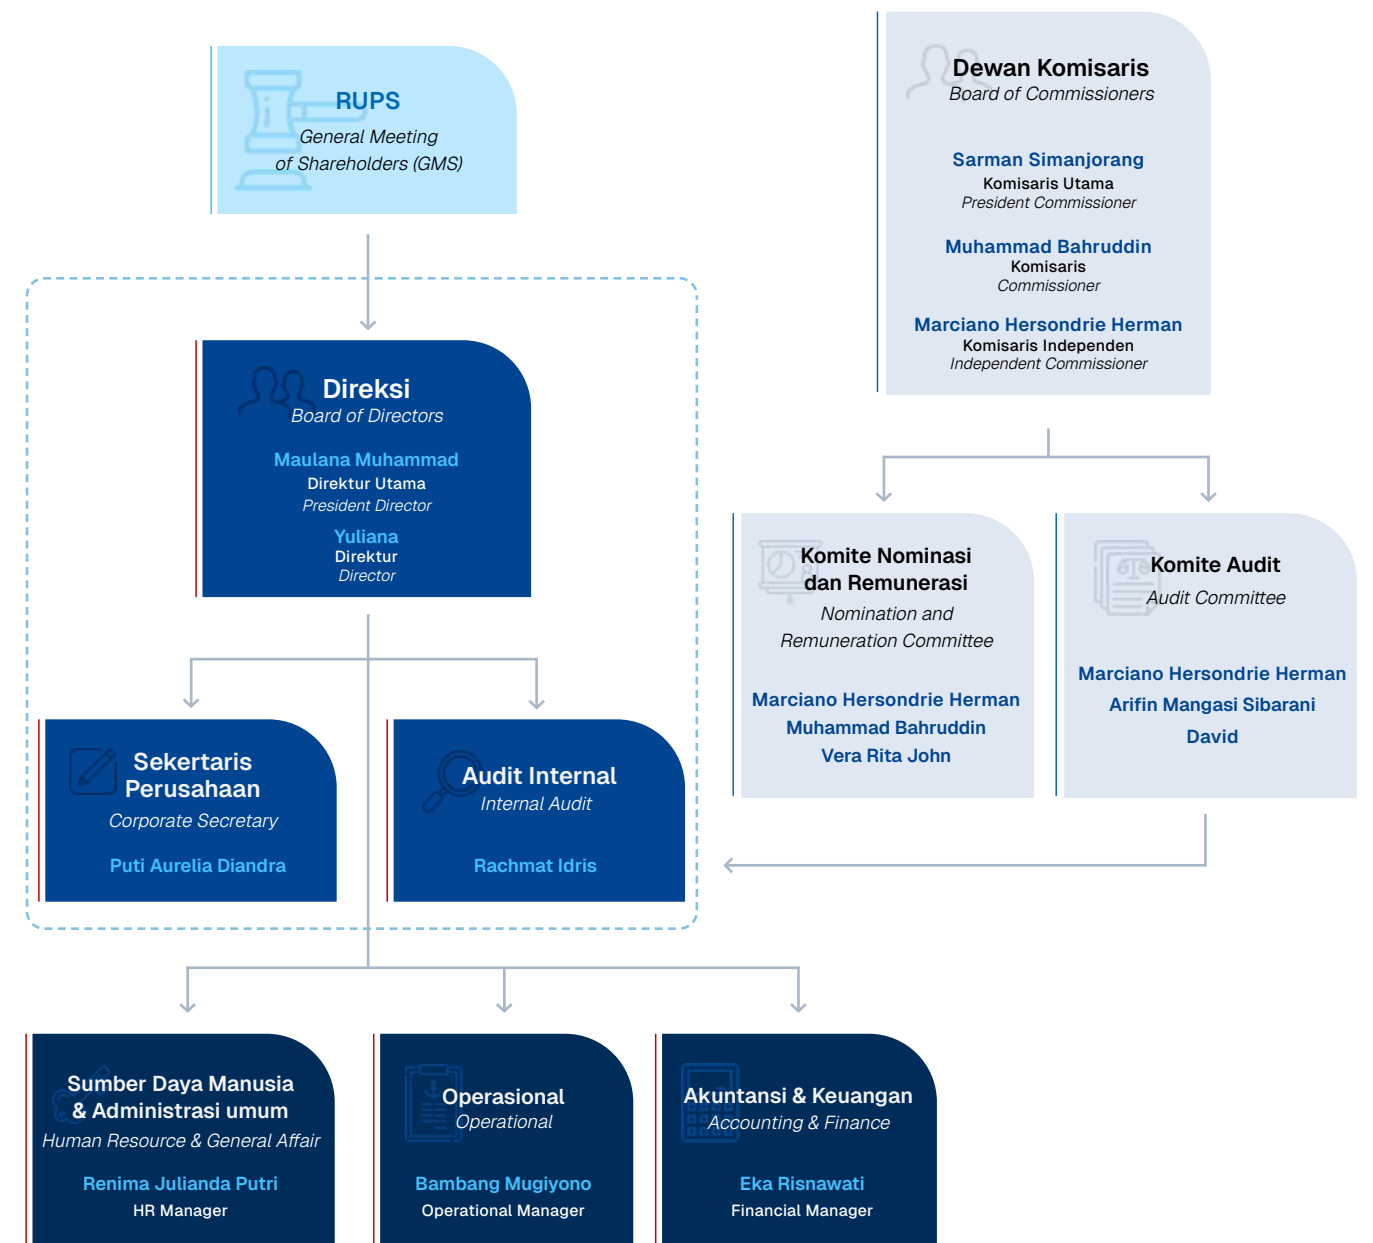 RUPS
General Meeting
of Shareholders (GMS)
Dewan Komisaris
Board of Commissioners
Sarman Simanjorang
Komisaris Utama
President Commissioner
Muhammad Bahruddin
Komisaris
Commissioner
Marciano Hersondrie Herman
Komisaris Independen
Independent Commissioner
Direksi
Board of Directors
Maulana Muhammad
Direktur Utama
President Director
Yuliana
Direktur
Director
Komite Nominasi
dan Remunerasi
Nomination and
Remuneration Committee
Marciano Hersondrie Herman
Muhammad Bahruddin
Vera Rita John
Komite Audit
Audit Committee
Marciano Hersondrie Herman
Arifin Mangasi Sibarani
David
Sekertaris
Perusahaan
Corporate Secretary
Puti Aurelia Diandra
Audit Internal
Internal Audit
Rachmat Idris
Sumber Daya Manusia
& Administrasi umum
Human Resource & General Affair
Renima Julianda Putri
HR Manager
Operasional
Operational
Bambang Mugiyono
Operational Manager
Akuntansi & Keuangan
Accounting & Finance
Eka Risnawati
Financial Manager